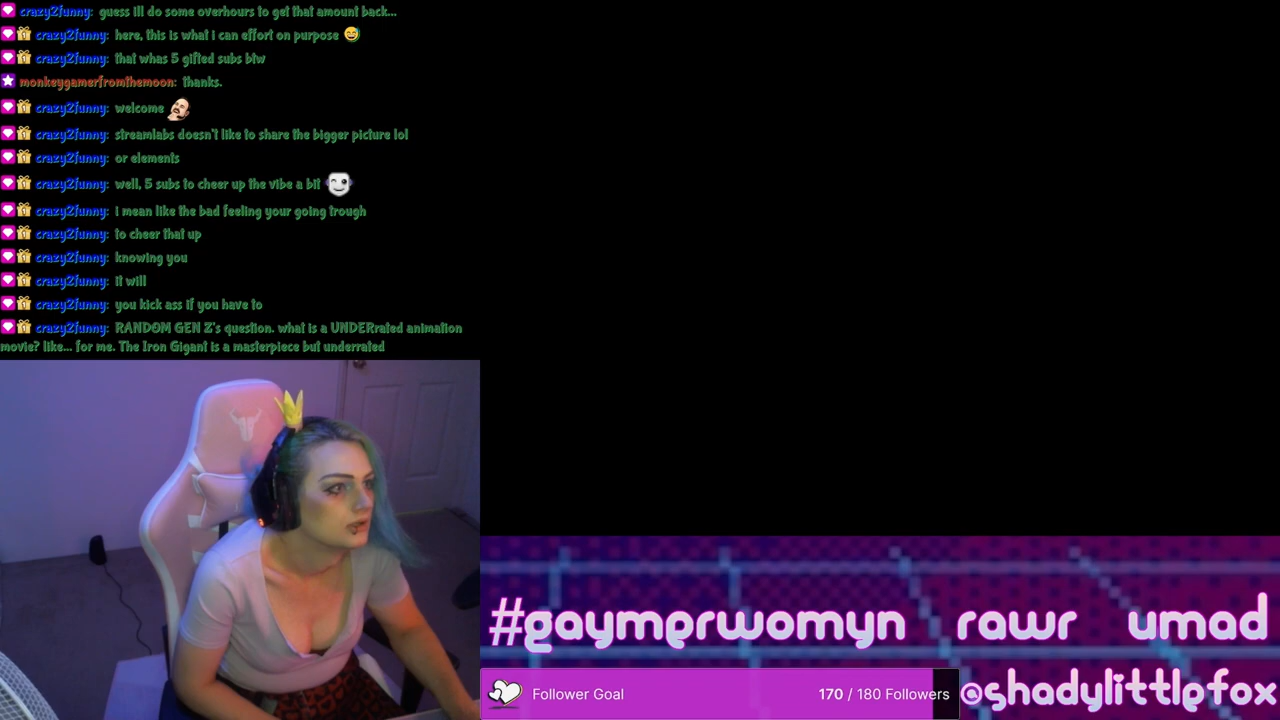 crazy2funny: guess ill do some overhours to get that amount back...
crazy2funny: here, this is what i can effort on purpose
crazy2funny: that whas 5 gifted subs btw
monkeygamerfromthemoon: thanks.
crazy2funny: welcome
crazy2funny: streamlabs doesn't like to share the bigger picture lol
crazy2funny: or elements
crazy2funny: well, 5 subs to cheer up the vibe a bit
crazy2funny: I mean like the bad feeling your going trough
crazy2funny: to cheer that up
crazy2funny: knowing you
crazy2funny: it will
crazy2funny: you kick ass if you have to
crazy2funny: RANDOM GEN Z's question. what is a UNDERrated animation
movie? like... for me. The Iron Gigant is a masterpiece but underrated
#gaymerwomyn rawr umad
Follower Goal 170 / 180 Followers
@shadylittlefox